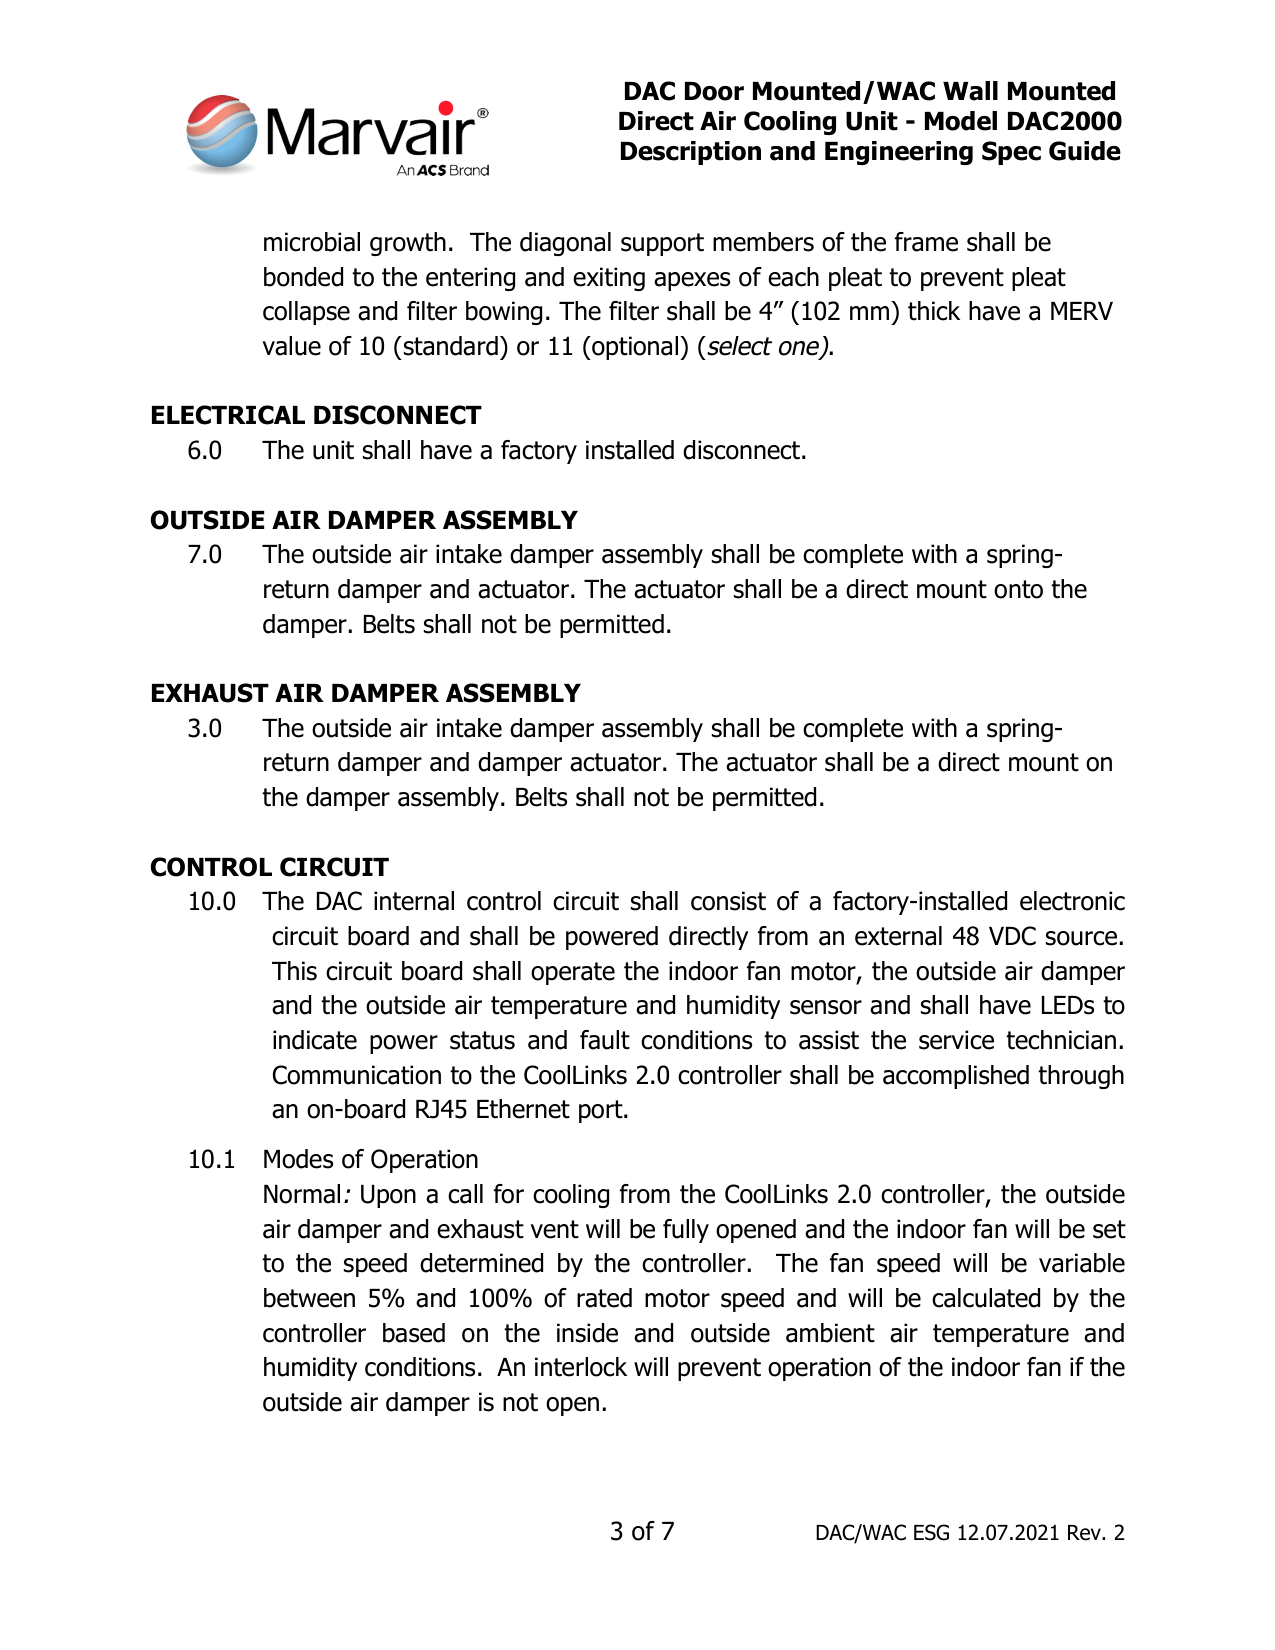 Marvair®
An ACS Brand
DAC Door Mounted/WAC Wall Mounted
Direct Air Cooling Unit - Model DAC2000
Description and Engineering Spec Guide
microbial growth.  The diagonal support members of the frame shall be
bonded to the entering and exiting apexes of each pleat to prevent pleat
collapse and filter bowing. The filter shall be 4” (102 mm) thick have a MERV
value of 10 (standard) or 11 (optional) (select one).
ELECTRICAL DISCONNECT
6.0 The unit shall have a factory installed disconnect.
OUTSIDE AIR DAMPER ASSEMBLY
7.0 The outside air intake damper assembly shall be complete with a spring-
return damper and actuator. The actuator shall be a direct mount onto the
damper. Belts shall not be permitted.
EXHAUST AIR DAMPER ASSEMBLY
3.0 The outside air intake damper assembly shall be complete with a spring-
return damper and damper actuator. The actuator shall be a direct mount on
the damper assembly. Belts shall not be permitted.
CONTROL CIRCUIT
10.0 The DAC internal control circuit shall consist of a factory-installed electronic
circuit board and shall be powered directly from an external 48 VDC source.
This circuit board shall operate the indoor fan motor, the outside air damper
and the outside air temperature and humidity sensor and shall have LEDs to
indicate power status and fault conditions to assist the service technician.
Communication to the CoolLinks 2.0 controller shall be accomplished through
an on-board RJ45 Ethernet port.
10.1 Modes of Operation
Normal: Upon a call for cooling from the CoolLinks 2.0 controller, the outside
air damper and exhaust vent will be fully opened and the indoor fan will be set
to the speed determined by the controller.  The fan speed will be variable
between 5% and 100% of rated motor speed and will be calculated by the
controller based on the inside and outside ambient air temperature and
humidity conditions.  An interlock will prevent operation of the indoor fan if the
outside air damper is not open.
3 of 7
DAC/WAC ESG 12.07.2021 Rev. 2